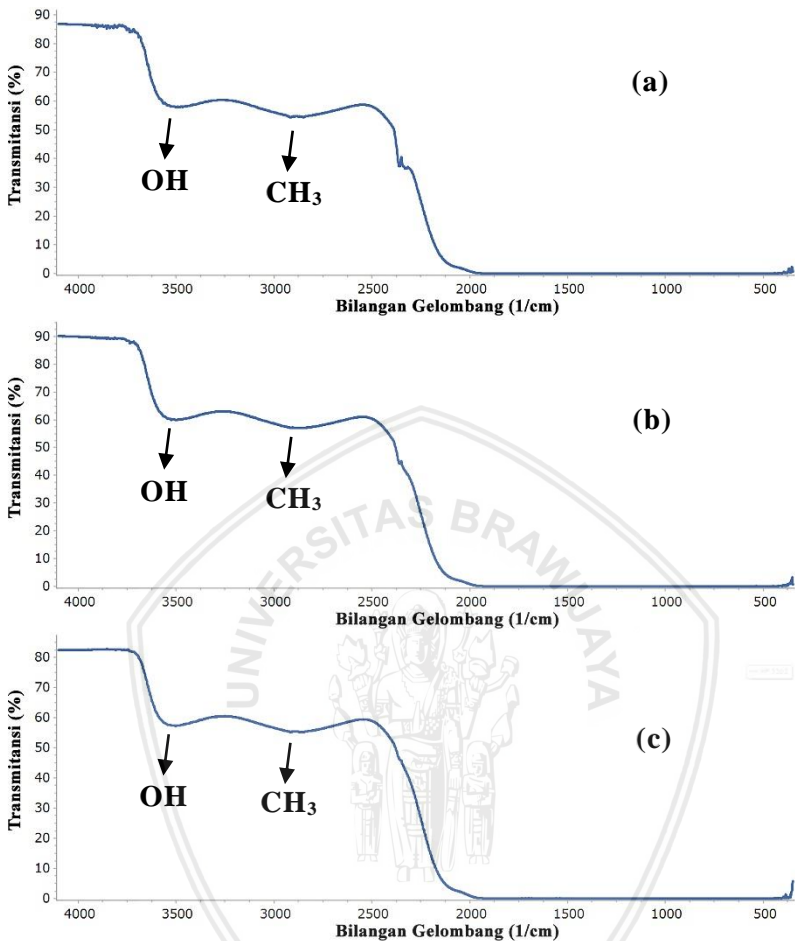 90
80
70
60
50
40
30
20
10
0
Transmitansi (%)
(a)
OH
CH₃
4000 3500 3000 2500 2000 1500 1000 500
Bilangan Gelombang (1/cm)
90
80
70
60
50
40
30
20
10
0
Transmitansi (%)
(b)
OH
CH₃
4000 3500 3000 2500 2000 1500 1000 500
Bilangan Gelombang (1/cm)
80
70
60
50
40
30
20
10
0
Transmitansi (%)
(c)
OH
CH₃
4000 3500 3000 2500 2000 1500 1000 500
Bilangan Gelombang (1/cm)
UNIVERSITAS BRAWIJAYA